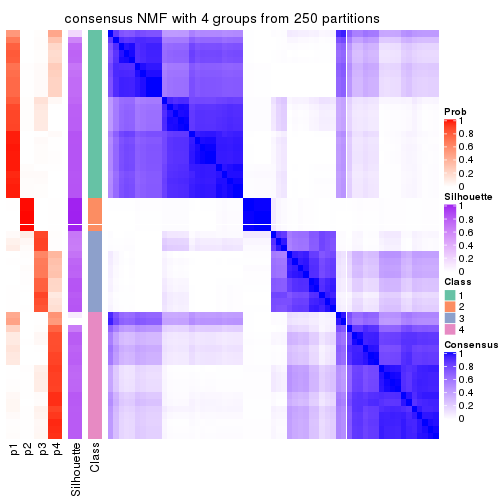 consensus NMF with 4 groups from 250 partitions
Prob
1
0.8
0.6
0.4
0.2
0
Silhouette
1
0.8
0.6
0.4
0.2
0
Class
1
2
3
4
Consensus
1
0.8
0.6
0.4
0.2
0
p1
p2
p3
p4
Silhouette
Class